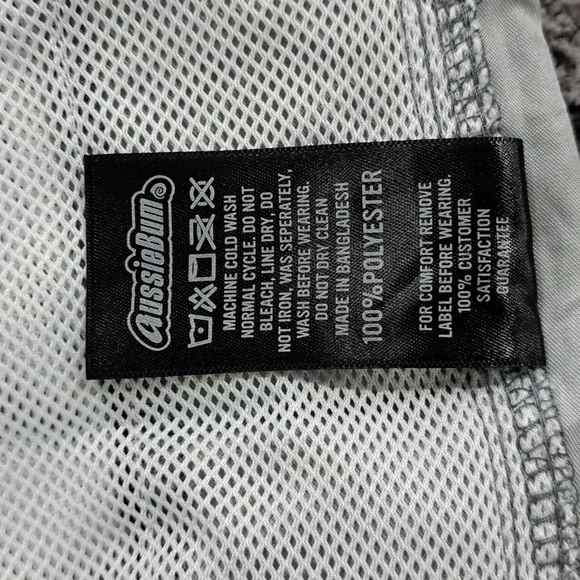 aussieBum
MACHINE COLD WASH
NORMAL CYCLE. DO NOT
BLEACH, LINE DRY, DO
NOT IRON, WAS SEPERATELY,
WASH BEFORE WEARING.
DO NOT DRY CLEAN
MADE IN BANGLADESH
100%POLYESTER
FOR COMFORT REMOVE
LABEL BEFORE WEARING.
100% CUSTOMER
SATISFACTION
GUARANTEE